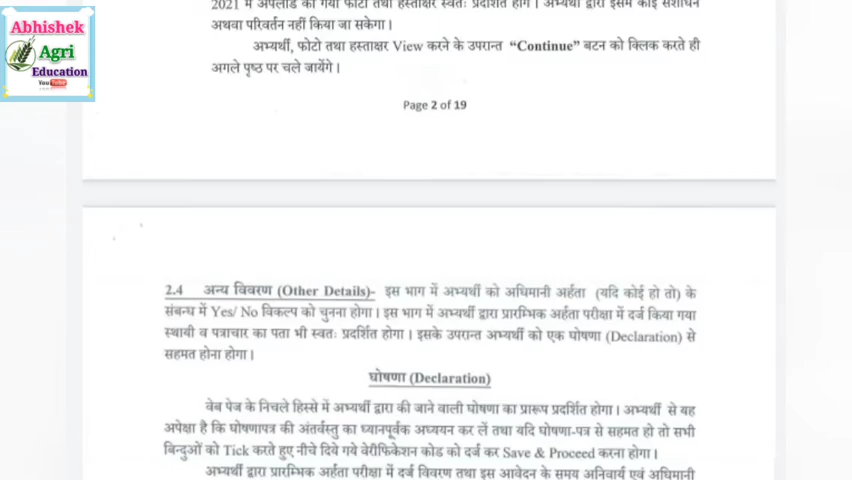 Abhishek
Agri
Education
YouTube
2021 में अपलोड की गयी फोटो तथा हस्ताक्षर स्वतः प्रदर्शित होंगे। अभ्यर्थी द्वारा इसमें कोई संशोधन
अथवा परिवर्तन नहीं किया जा सकेगा।
अभ्यर्थी, फोटो तथा हस्ताक्षर View करने के उपरान्त “Continue” बटन को क्लिक करते ही
अगले पृष्ठ पर चले जायेंगे।
Page 2 of 19
2.4 अन्य विवरण (Other Details)- इस भाग में अभ्यर्थी को अधिमानी अर्हता (यदि कोई हो तो) के
संबन्ध में Yes/ No विकल्प को चुनना होगा। इस भाग में अभ्यर्थी द्वारा प्रारम्भिक अर्हता परीक्षा में दर्ज किया गया
स्थायी व पत्राचार का पता भी स्वतः प्रदर्शित होगा। इसके उपरान्त अभ्यर्थी को एक घोषणा (Declaration) से
सहमत होना होगा।
घोषणा (Declaration)
वेब पेज के निचले हिस्से में अभ्यर्थी द्वारा की जाने वाली घोषणा का प्रारूप प्रदर्शित होगा। अभ्यर्थी से यह
अपेक्षा है कि घोषणापत्र की अंतर्वस्तु का ध्यानपूर्वक अध्ययन कर लें तथा यदि घोषणा-पत्र से सहमत हो तो सभी
बिन्दुओं को Tick करते हुए नीचे दिये गये वेरीफिकेशन कोड को दर्ज कर Save & Proceed करना होगा।
अभ्यर्थी द्वारा प्रारम्भिक अर्हता परीक्षा में दर्ज विवरण तथा इस आवेदन के समय अनिवार्य एवं अधिमानी